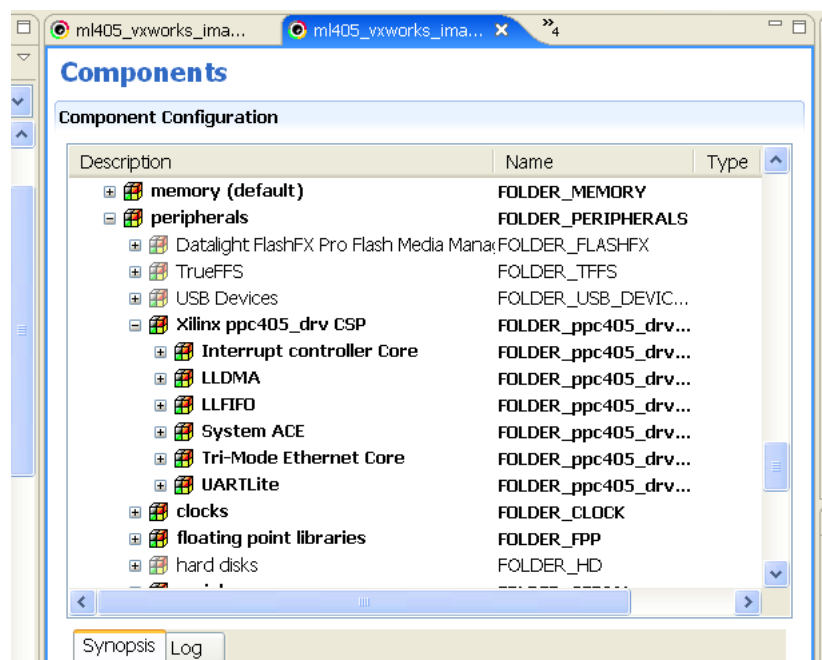 ml405_vxworks_ima... ml405_vxworks_ima... 4
Components
Component Configuration
Description Name Type
memory (default) FOLDER_MEMORY
peripherals FOLDER_PERIPHERALS
Datalight FlashFX Pro Flash Media Mana FOLDER_FLASHFX
TrueFFS FOLDER_TFFS
USB Devices FOLDER_USB_DEVIC...
Xilinx ppc405_drv CSP FOLDER_ppc405_drv...
Interrupt controller Core FOLDER_ppc405_drv...
LLDMA FOLDER_ppc405_drv...
LLFIFO FOLDER_ppc405_drv...
System ACE FOLDER_ppc405_drv...
Tri-Mode Ethernet Core FOLDER_ppc405_drv...
UARTLite FOLDER_ppc405_drv...
clocks FOLDER_CLOCK
floating point libraries FOLDER_FPP
hard disks FOLDER_HD
Synopsis Log